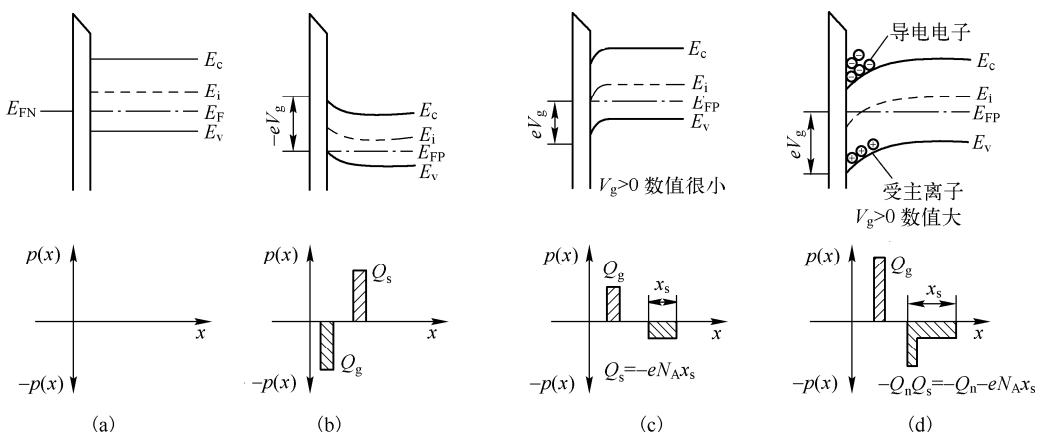 E_c
E_i
E_FN
E_F
E_v
(a)
-eV_g
E_c
E_i
E_FP
E_v
(b)
E_c
E_i
E_FP
eV_g
E_v
V_g>0 数值很小
(c)
导电电子
E_c
E_i
E_FP
eV_g
E_v
受主离子
V_g>0 数值大
(d)
p(x)
x
-p(x)
p(x)
Q_s
x
Q_g
-p(x)
p(x)
Q_g
x_s
x
Q_s=-eN_Ax_s
-p(x)
p(x)
Q_g
x_s
x
-p(x)
-Q_nQ_s=-Q_n-eN_Ax_s